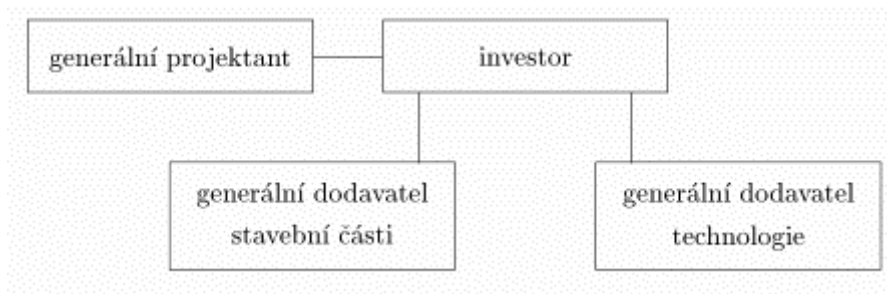 generální projektant
investor
generální dodavatel
stavební části
generální dodavatel
technologie